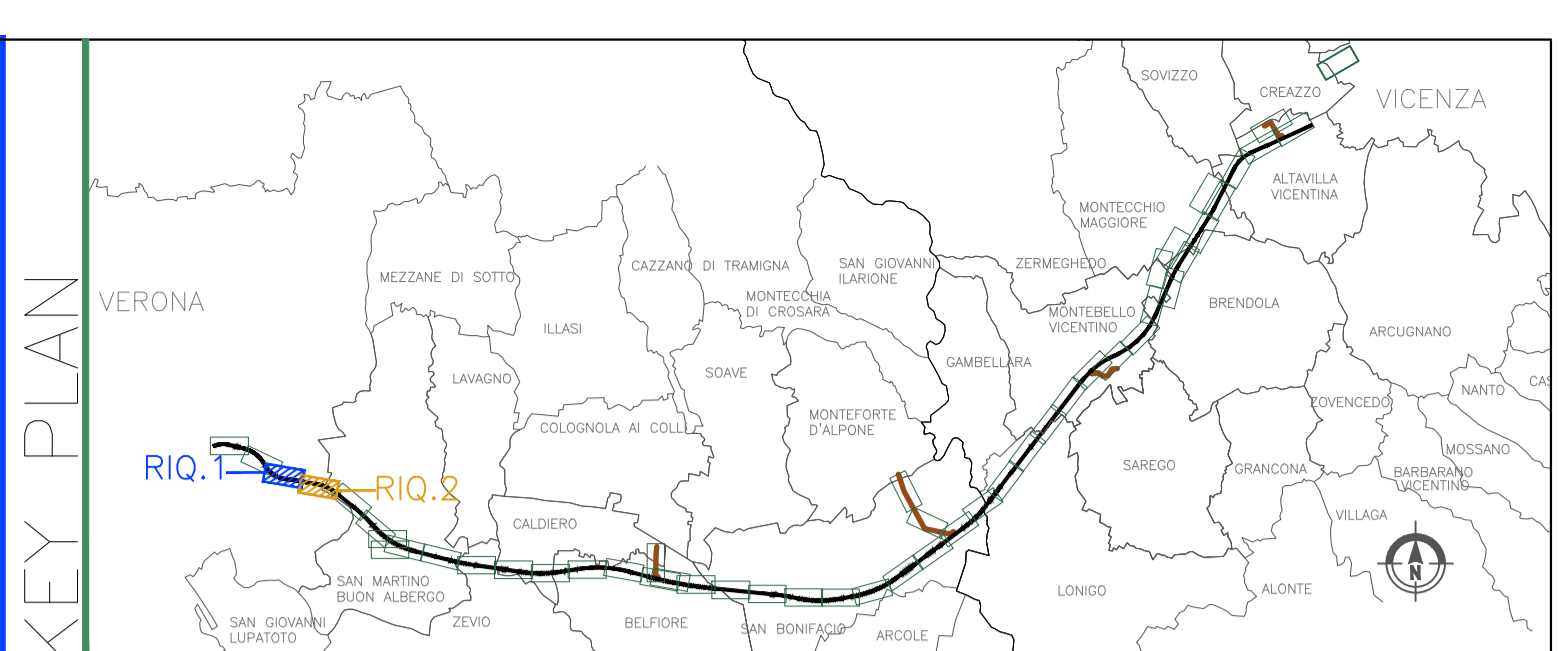 KEY PLAN
SOVIZZO
CREAZZO
VICENZA
ALTAVILLA
VICENTINA
MONTECCHIO
MAGGIORE
MEZZANE DI SOTTO
CAZZANO DI TRAMIGNA
SAN GIOVANNI
ILARIONE
ZERMEGHEDO
VERONA
MONTECCHIA
DI CROSARA
BRENDOLA
MONTEBELLO
VICENTINO
ILLASI
ARCUGNANO
GAMBELLARA
LAVAGNO
SOAVE
NANTO
CAS
ZOVENCEDO
MONTEFORTE
D'ALPONE
COLOGNOLA AI COLLI
MOSSANO
RIQ.1
SAREGO
GRANCONA
BARBARANO
VICENTINO
RIQ.2
CALDIERO
VILLAGA
N
SAN MARTINO
BUON ALBERGO
LONIGO
ALONTE
SAN GIOVANNI
LUPATOTO
ZEVIO
BELFIORE
SAN BONIFACIO
ARCOLE